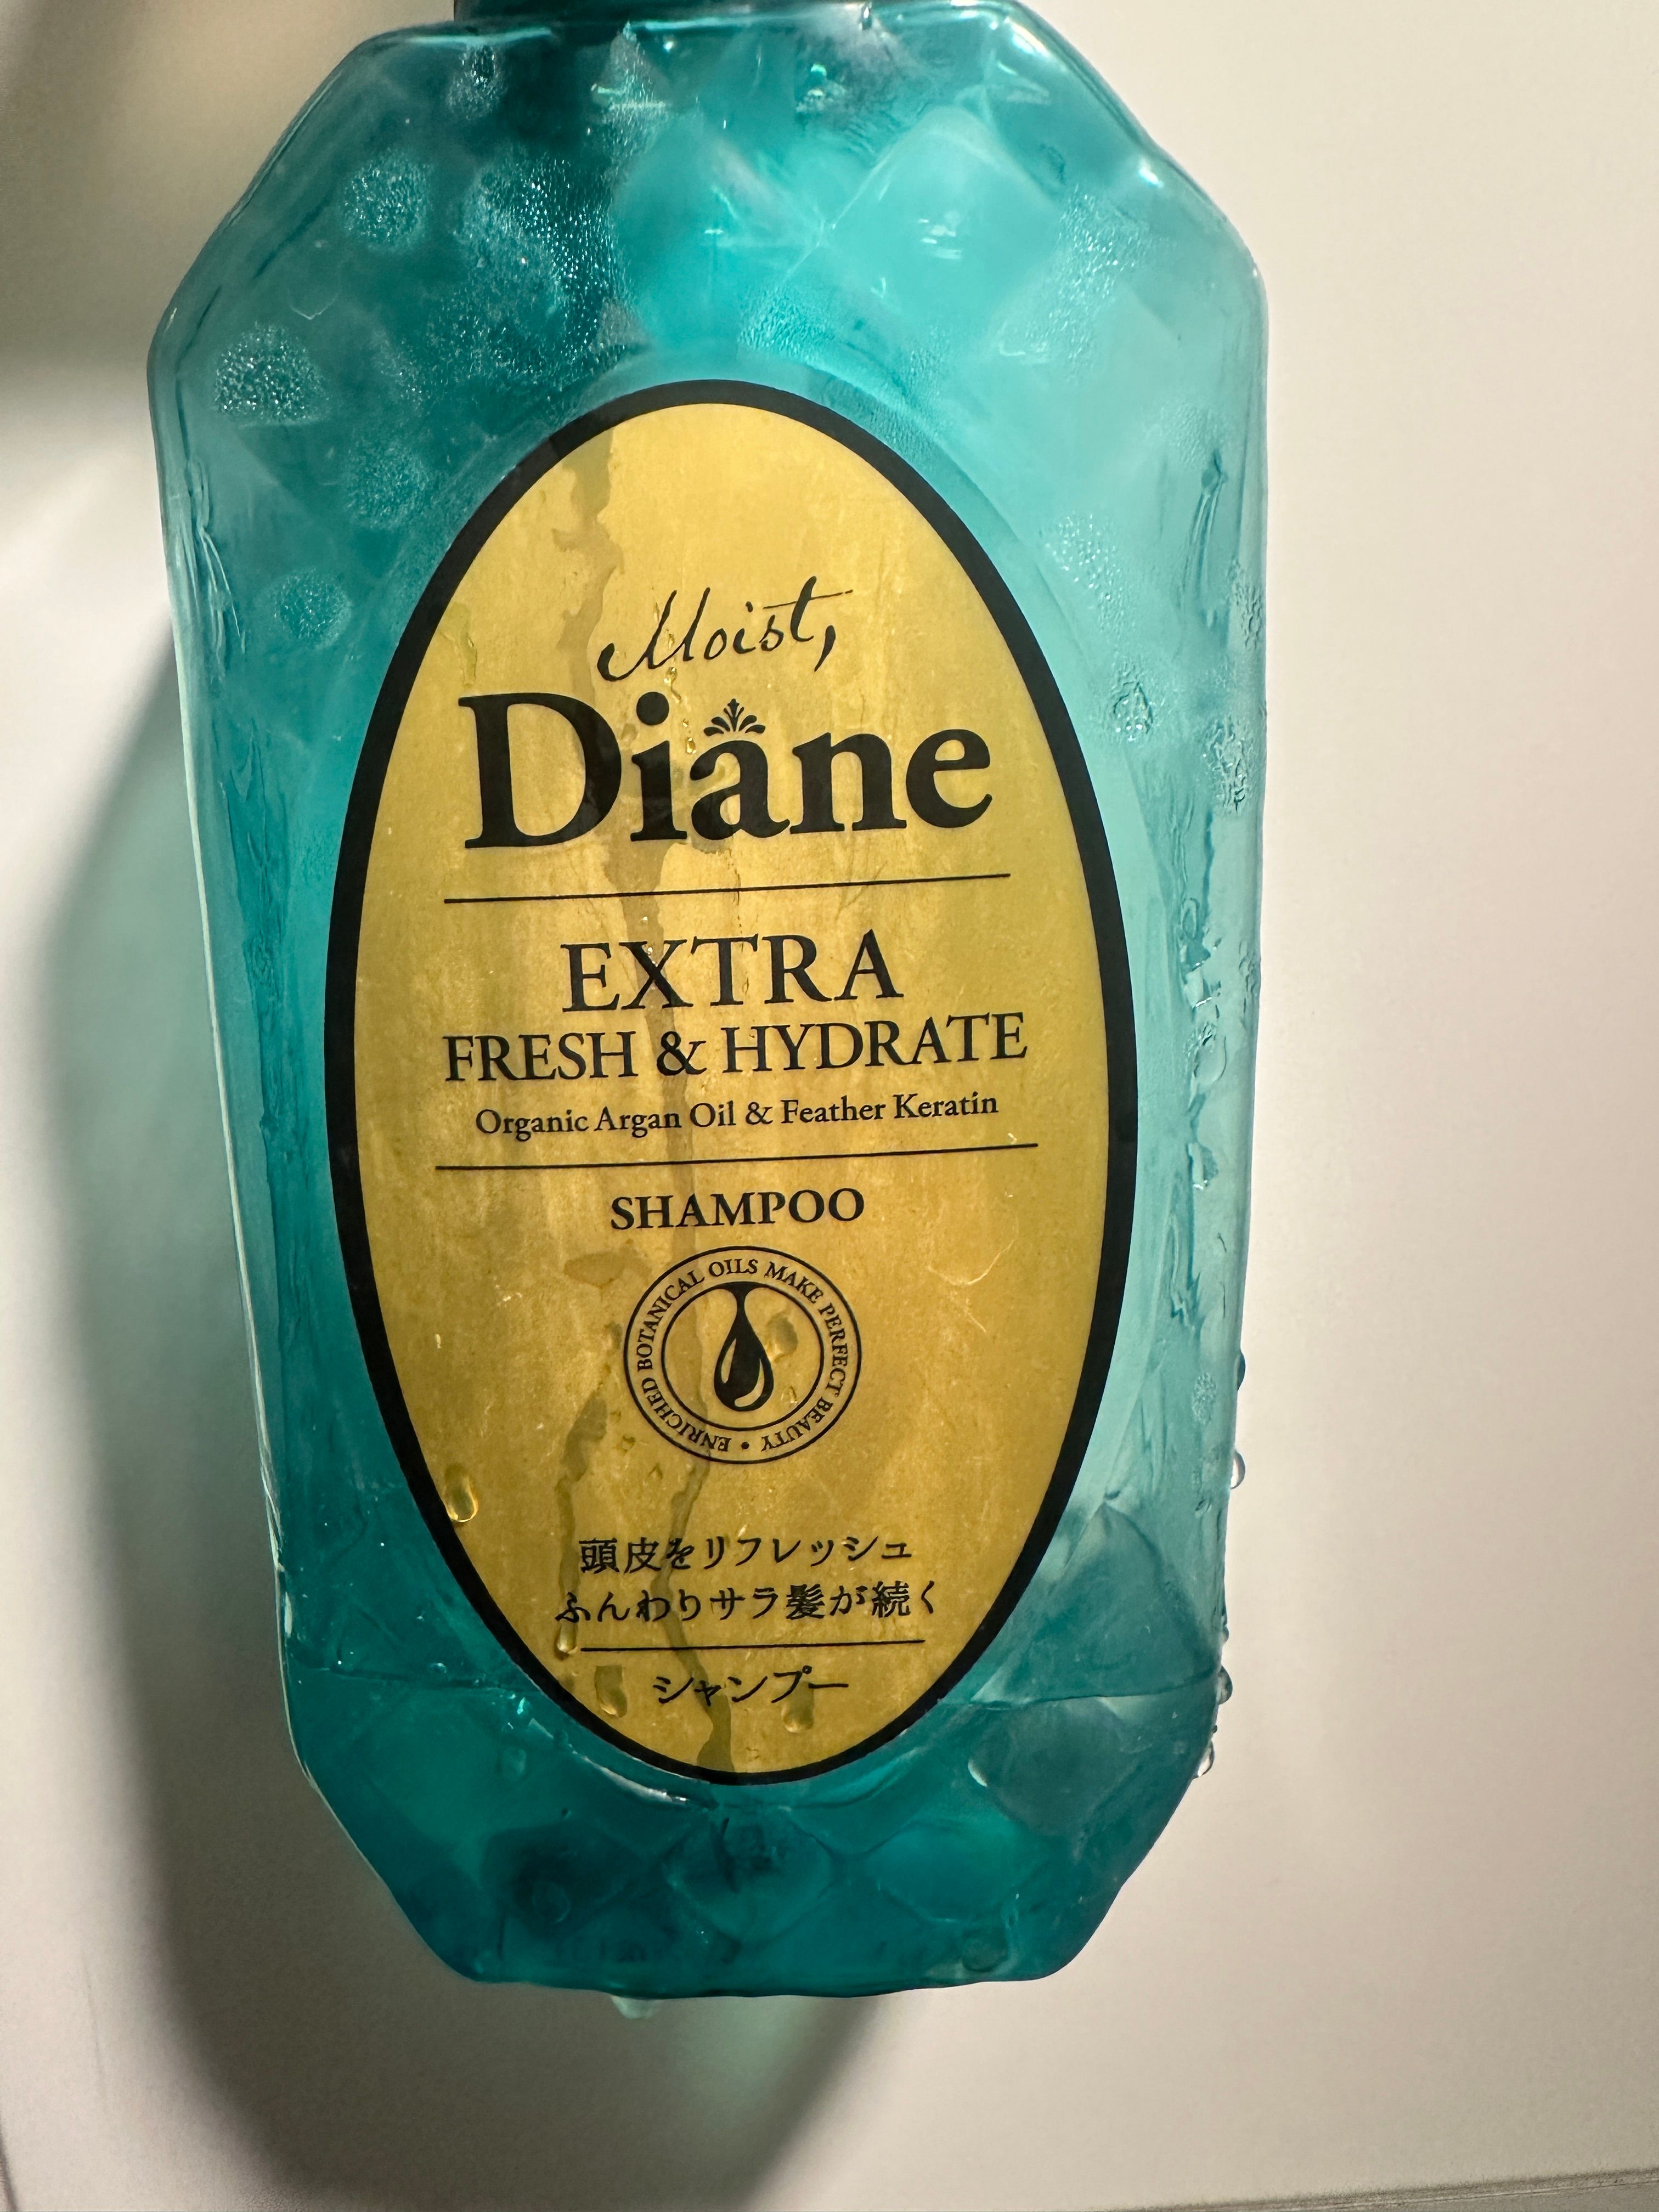 Moist,
Diane
EXTRA
FRESH & HYDRATE
Organic Argan Oil & Feather Keratin
SHAMPOO
ENRICHED BOTANICAL OILS MAKE PERFECT BEAUTY •
頭皮をリフレッシュ
ふんわりサラ髪が続く
シャンプー